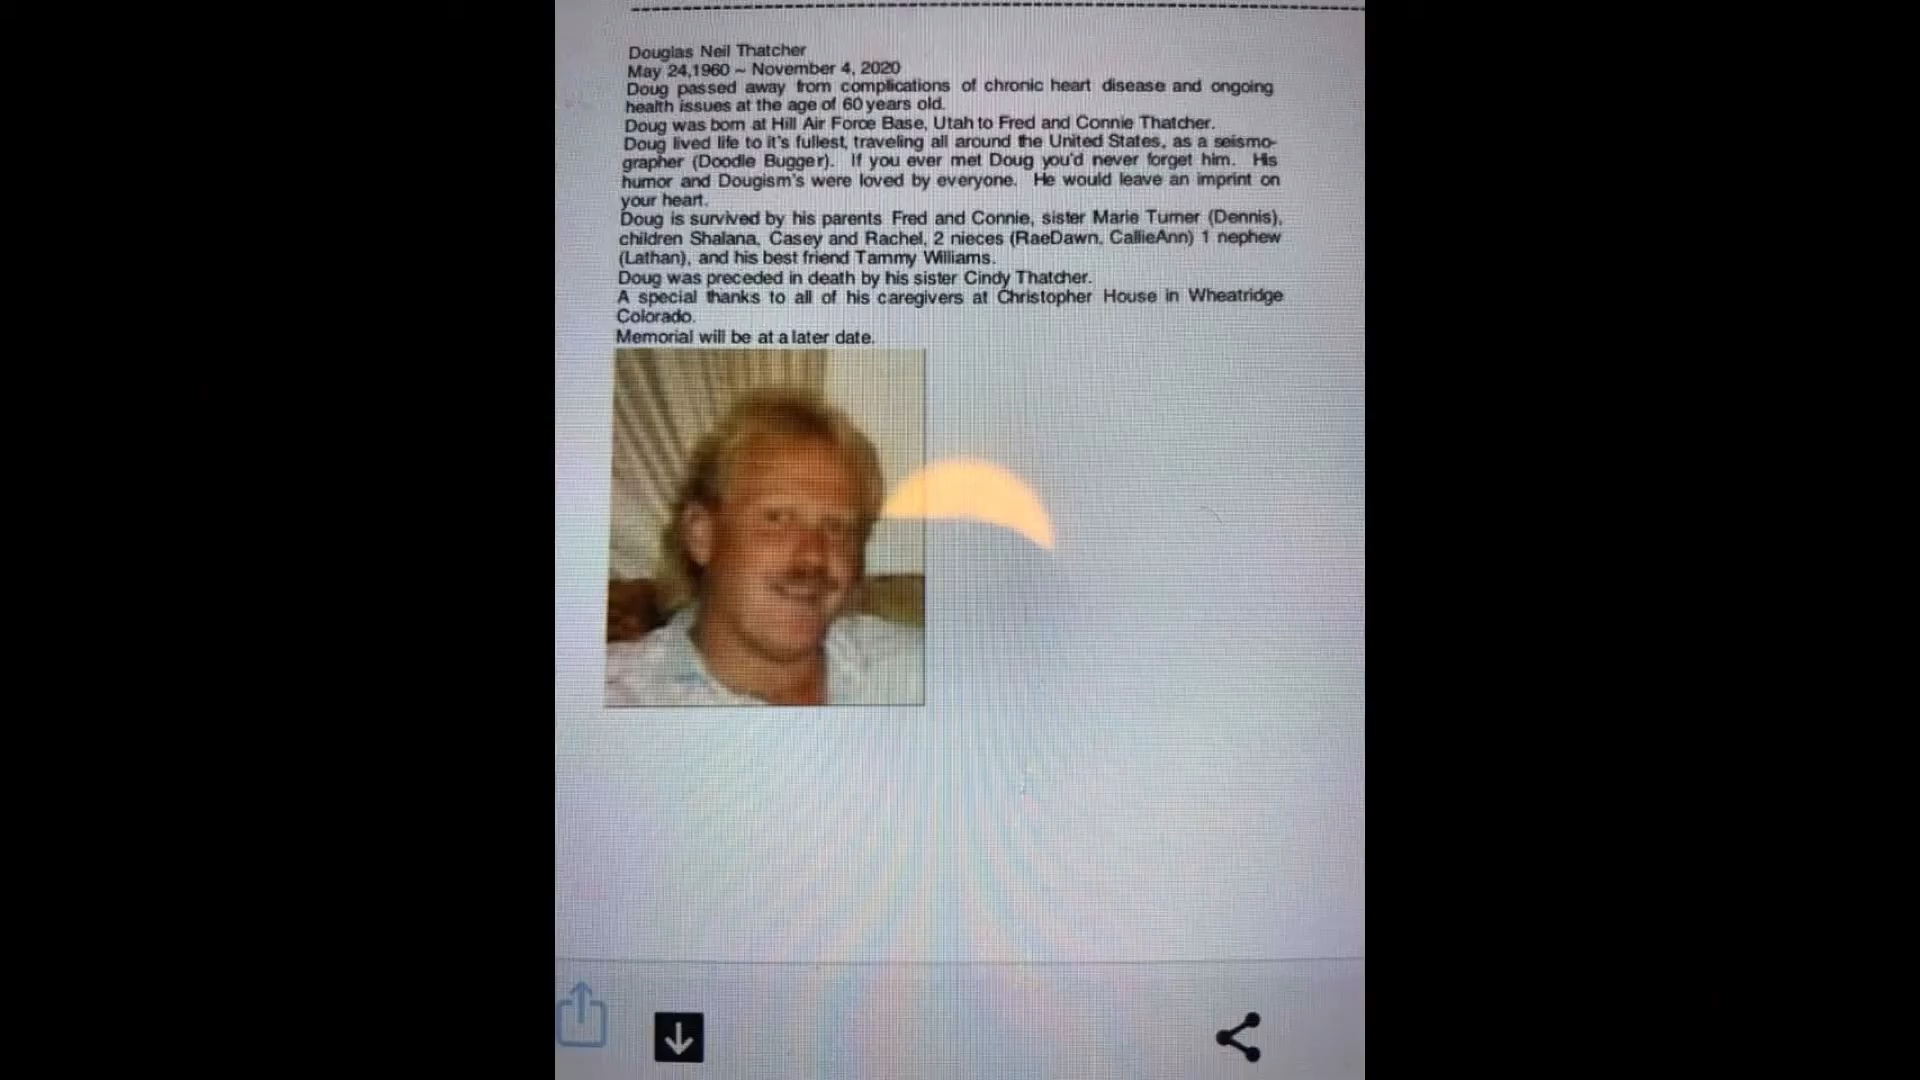 Douglas Neil Thatcher
May 24,1960 ~ November 4, 2020
Doug passed away from complications of chronic heart disease and ongoing
health issues at the age of 60 years old.
Doug was born at Hill Air Force Base, Utah to Fred and Connie Thatcher.
Doug lived life to it's fullest, traveling all around the United States, as a seismo-
grapher (Doodle Bugger). If you ever met Doug you'd never forget him. His
humor and Dougism's were loved by everyone. He would leave an imprint on
your heart.
Doug is survived by his parents Fred and Connie, sister Marie Turner (Dennis),
children Shalana, Casey and Rachel, 2 nieces (RaeDawn, CallieAnn) 1 nephew
(Lathan), and his best friend Tammy Williams.
Doug was preceded in death by his sister Cindy Thatcher.
A special thanks to all of his caregivers at Christopher House in Wheatridge
Colorado.
Memorial will be at a later date.